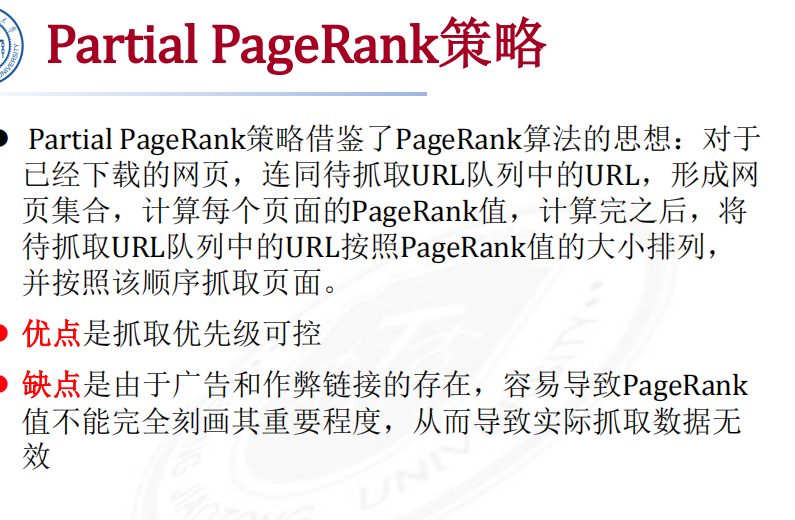 Partial PageRank策略
Partial PageRank策略借鉴了PageRank算法的思想：对于
已经下载的网页，连同待抓取URL队列中的URL，形成网
页集合，计算每个页面的PageRank值，计算完之后，将
待抓取URL队列中的URL按照PageRank值的大小排列，
并按照该顺序抓取页面。
优点是抓取优先级可控
缺点是由于广告和作弊链接的存在，容易导致PageRank
值不能完全刻画其重要程度，从而导致实际抓取数据无
效
UNIVERSITY